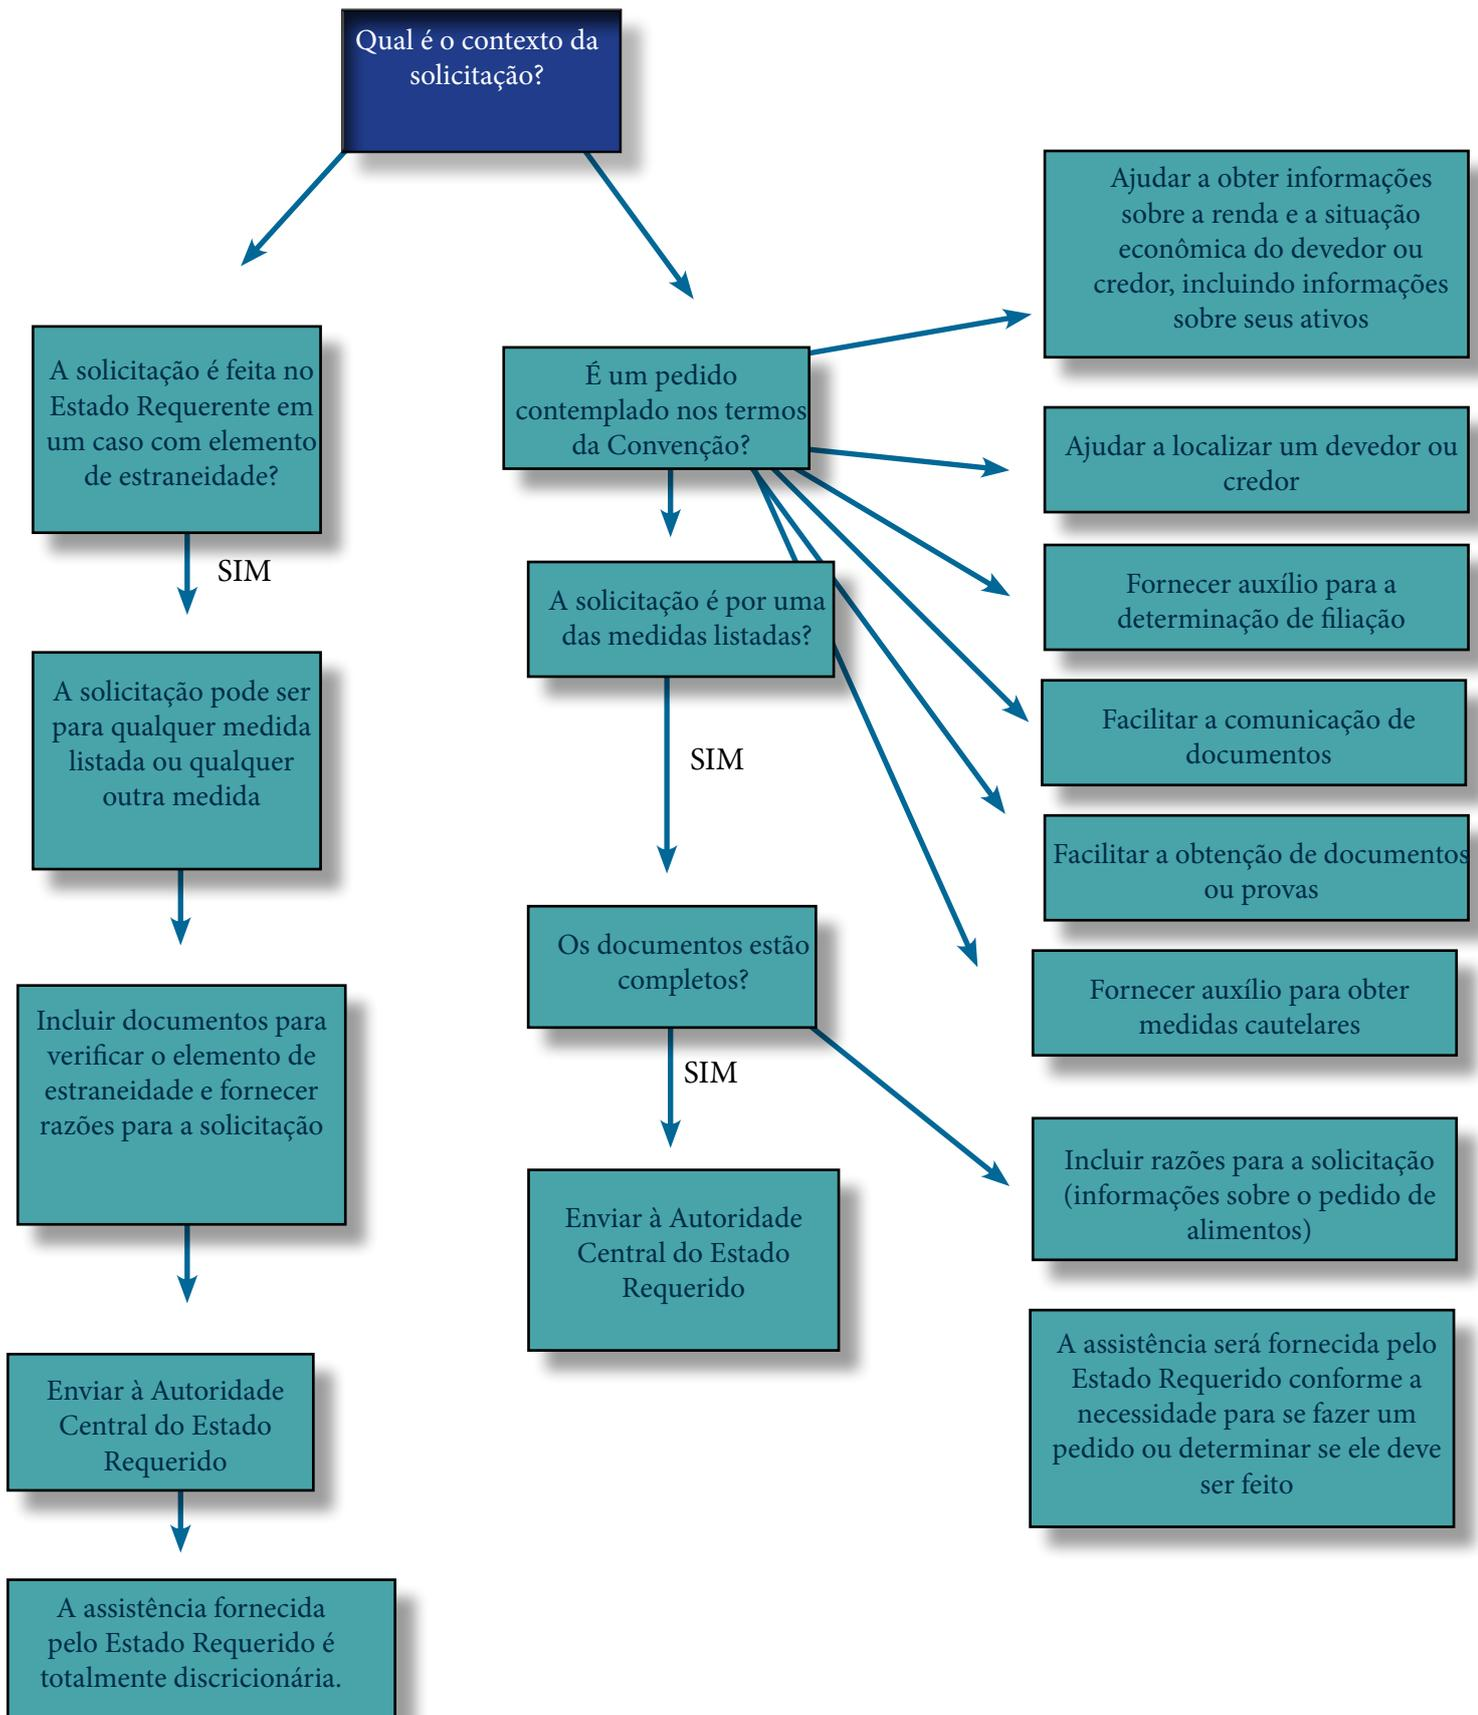 Qual é o contexto da
solicitação?
A solicitação é feita no
Estado Requerente em
um caso com elemento
de estraneidade?
SIM
A solicitação pode ser
para qualquer medida
listada ou qualquer
outra medida
Incluir documentos para
verificar o elemento de
estraneidade e fornecer
razões para a solicitação
Enviar à Autoridade
Central do Estado
Requerido
A assistência fornecida
pelo Estado Requerido é
totalmente discricionária.
É um pedido
contemplado nos termos
da Convenção?
A solicitação é por uma
das medidas listadas?
SIM
Os documentos estão
completos?
SIM
Enviar à Autoridade
Central do Estado
Requerido
Ajudar a obter informações
sobre a renda e a situação
econômica do devedor ou
credor, incluindo informações
sobre seus ativos
Ajudar a localizar um devedor ou
credor
Fornecer auxílio para a
determinação de filiação
Facilitar a comunicação de
documentos
Facilitar a obtenção de documentos
ou provas
Fornecer auxílio para obter
medidas cautelares
Incluir razões para a solicitação
(informações sobre o pedido de
alimentos)
A assistência será fornecida pelo
Estado Requerido conforme a
necessidade para se fazer um
pedido ou determinar se ele deve
ser feito